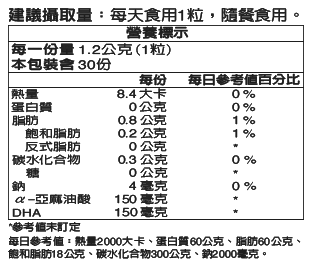 建議攝取量：每天食用1粒，隨餐食用。
營養標示
每一份量 1.2公克 (1粒)
本包裝含 30份
每份 每日參考值百分比
熱量 8.4 大卡 0 %
蛋白質 0 公克 0 %
脂肪 0.8 公克 1 %
飽和脂肪 0.2 公克 1 %
反式脂肪 0 公克 *
碳水化合物 0.3 公克 0 %
糖 0 公克 *
鈉 4 毫克 0 %
α-亞麻油酸 150 毫克 *
DHA 150 毫克 *
*參考值未訂定
每日參考值：熱量2000大卡、蛋白質60公克、脂肪60公克、
飽和脂肪18公克、碳水化合物300公克、鈉2000毫克。